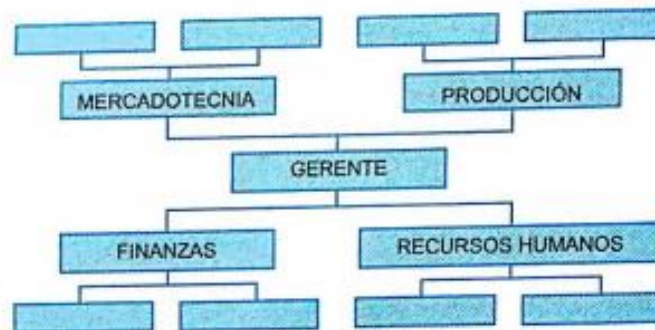 MERCADOTECNIA
PRODUCCIÓN
GERENTE
FINANZAS
RECURSOS HUMANOS